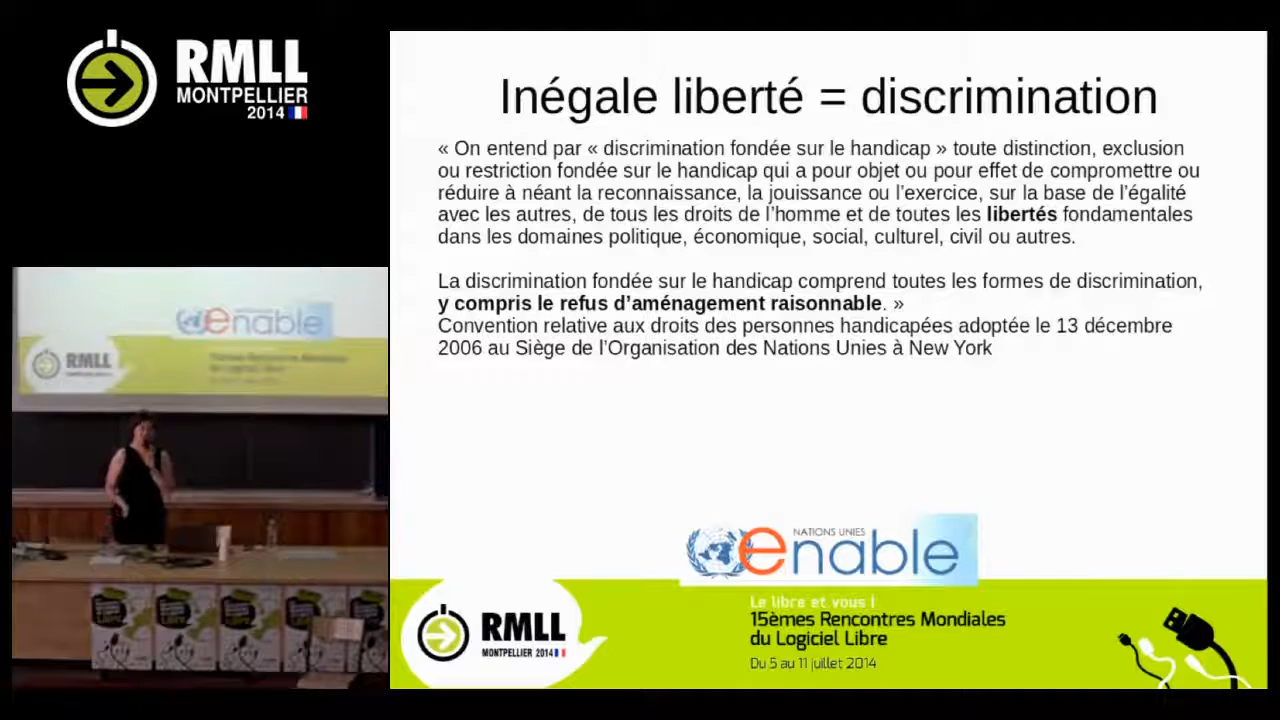 RMLL
MONTPELLIER
2014
Inégale liberté = discrimination
« On entend par « discrimination fondée sur le handicap » toute distinction, exclusion
ou restriction fondée sur le handicap qui a pour objet ou pour effet de compromettre ou
réduire à néant la reconnaissance, la jouissance ou l’exercice, sur la base de l’égalité
avec les autres, de tous les droits de l’homme et de toutes les libertés fondamentales
dans les domaines politique, économique, social, culturel, civil ou autres.
La discrimination fondée sur le handicap comprend toutes les formes de discrimination,
y compris le refus d’aménagement raisonnable. »
Convention relative aux droits des personnes handicapées adoptée le 13 décembre
2006 au Siège de l’Organisation des Nations Unies à New York
enable
RMLL
NATIONS UNIES
enable
RMLL
MONTPELLIER 2014
Le libre et vous !
15èmes Rencontres Mondiales
du Logiciel Libre
Du 5 au 11 juillet 2014